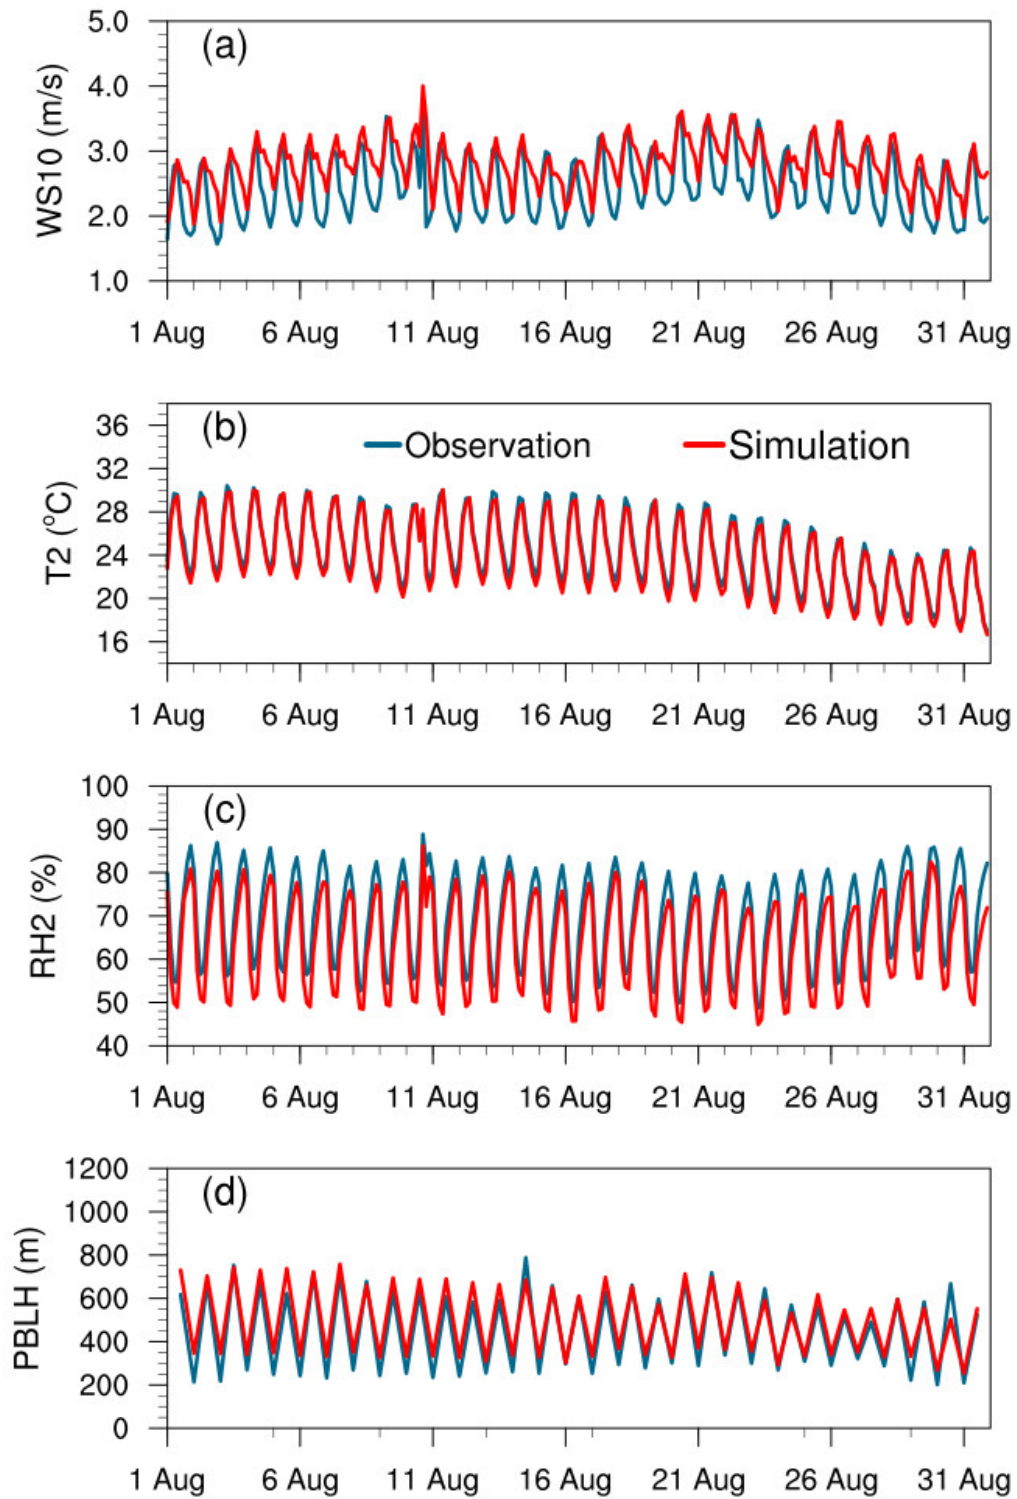 (a)
WS10 (m/s)
5.0
4.0
3.0
2.0
1.0
1 Aug 6 Aug 11 Aug 16 Aug 21 Aug 26 Aug 31 Aug
(b)
Observation Simulation
T2 (°C)
36
32
28
24
20
16
1 Aug 6 Aug 11 Aug 16 Aug 21 Aug 26 Aug 31 Aug
(c)
RH2 (%)
100
90
80
70
60
50
40
1 Aug 6 Aug 11 Aug 16 Aug 21 Aug 26 Aug 31 Aug
(d)
PBLH (m)
1200
1000
800
600
400
200
0
1 Aug 6 Aug 11 Aug 16 Aug 21 Aug 26 Aug 31 Aug